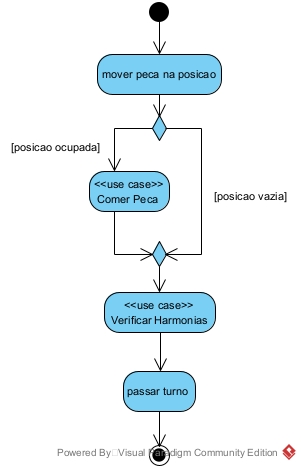 mover peca na posicao
[posicao ocupada]
<<use case>>
Comer Peca
[posicao vazia]
<<use case>>
Verificar Harmonias
passar turno
Powered By Visual Paradigm Community Edition